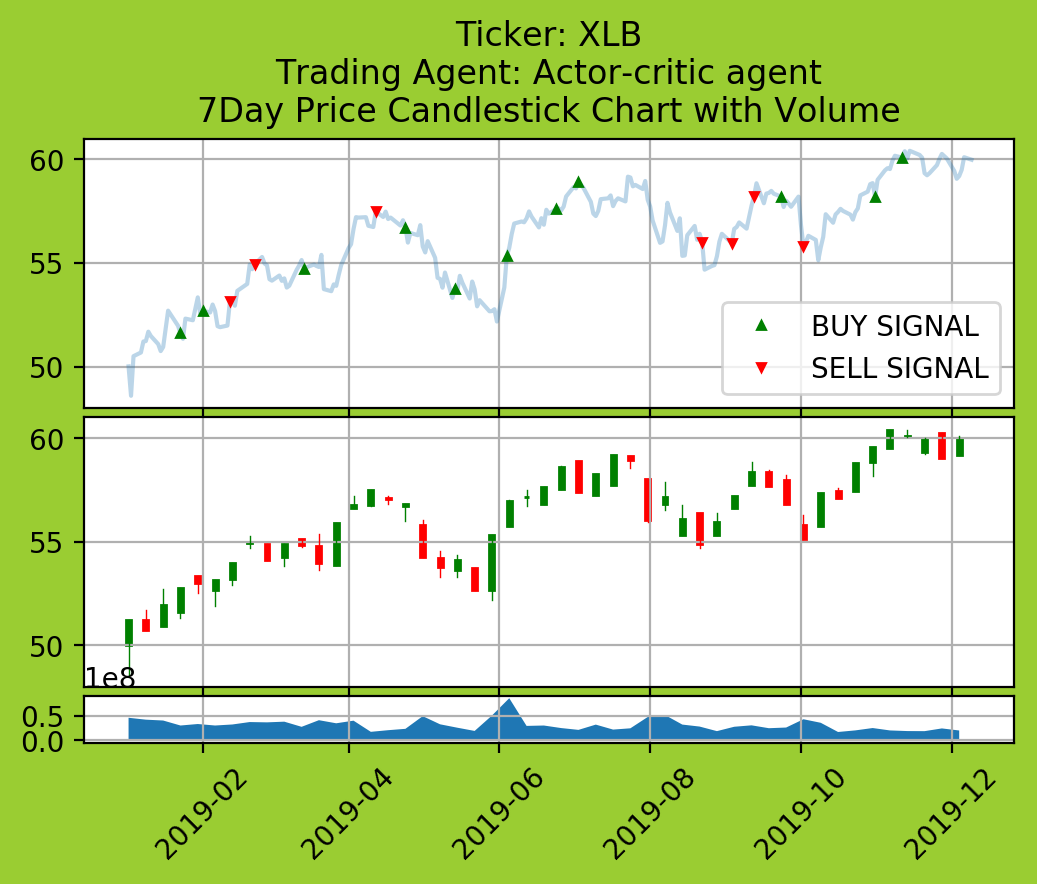 Ticker: XLB
Trading Agent: Actor-critic agent
7Day Price Candlestick Chart with Volume
60
55
50
BUY SIGNAL
SELL SIGNAL
60
55
50
1e8
0.5
0.0
2019-02
2019-04
2019-06
2019-08
2019-10
2019-12